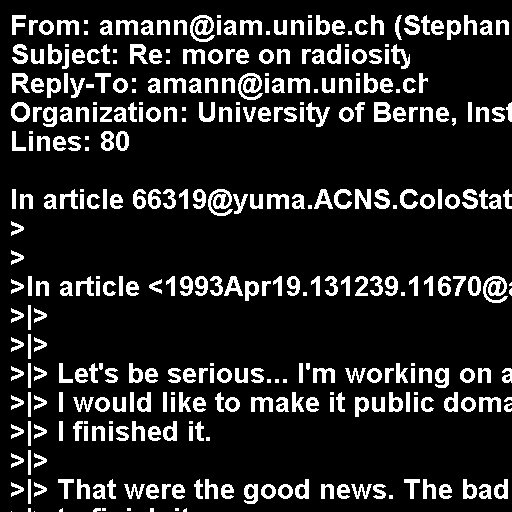 From: amann@iam.unibe.ch (Stephan
Subject: Re: more on radiosity
Reply-To: amann@iam.unibe.ch
Organization: University of Berne, Inst
Lines: 80

In article 66319@yuma.ACNS.ColoStat
>
>
>In article <1993Apr19.131239.11670@a
>|>
>|>
>|> Let's be serious... I'm working on a
>|> I would like to make it public doma
>|> I finished it.
>|>
>|> That were the good news. The bad